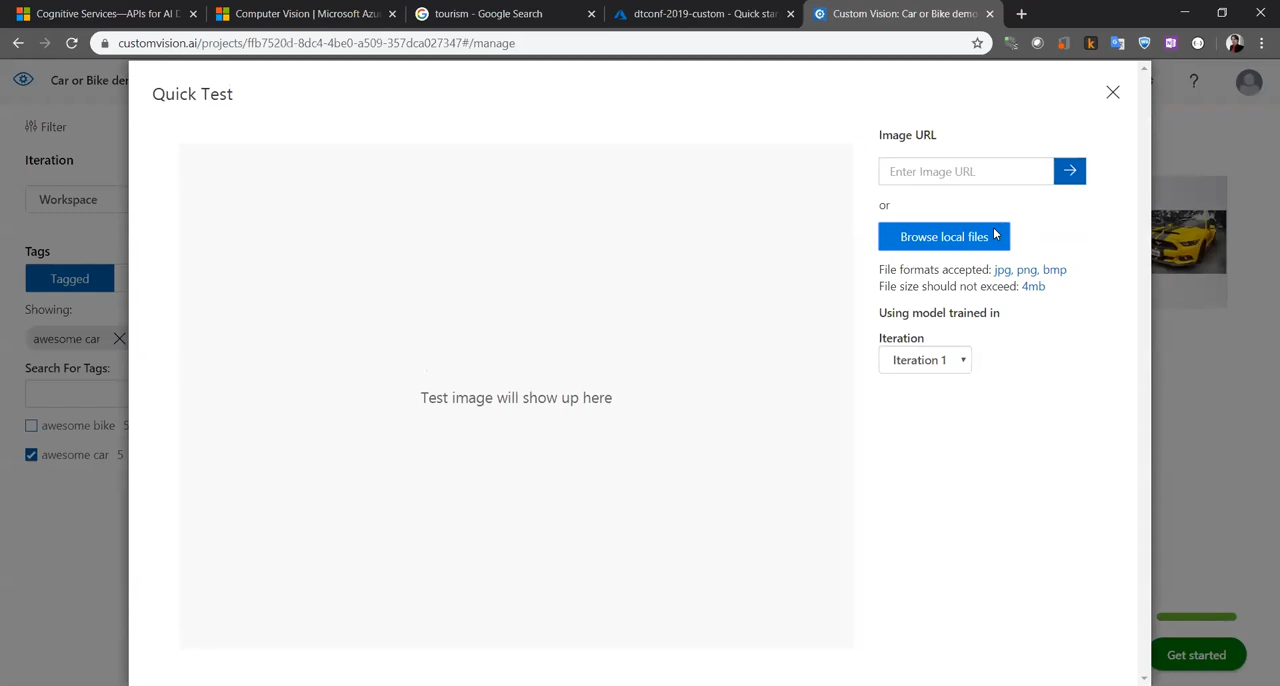 Cognitive Services—APIs for AI D
Computer Vision | Microsoft Azu
tourism - Google Search
dtconf-2019-custom - Quick star
Custom Vision: Car or Bike demo
customvision.ai/projects/ffb7520d-8dc4-4be0-a509-357dca027347#/manage
Car or Bike der
Quick Test
?
Filter
Iteration
Workspace
Tags
Tagged
Showing:
awesome car
Search For Tags:
awesome bike 5
awesome car 5
Test image will show up here
Image URL
Enter Image URL
or
Browse local files
File formats accepted: jpg, png, bmp
File size should not exceed: 4mb
Using model trained in
Iteration
Iteration 1
Get started